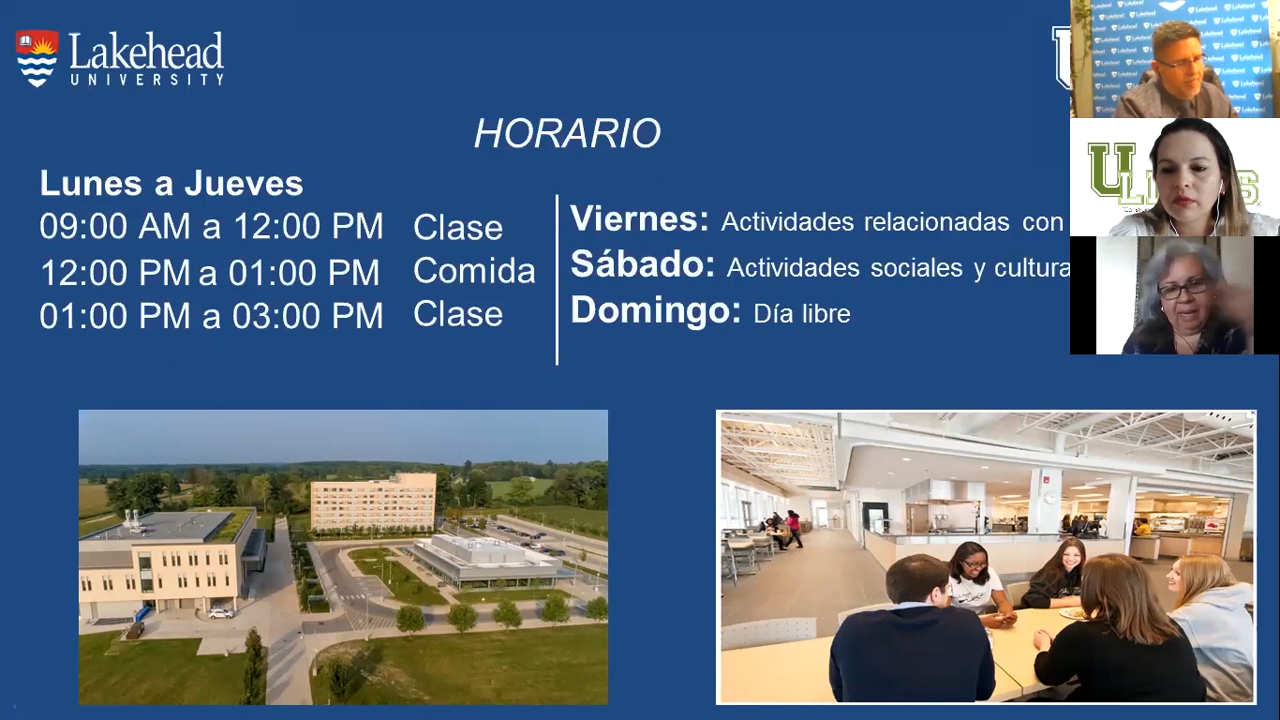 Lakehead
UNIVERSITY
HORARIO
Lunes a Jueves
09:00 AM a 12:00 PM Clase
12:00 PM a 01:00 PM Comida
01:00 PM a 03:00 PM Clase
Viernes: Actividades relacionadas con
Sábado: Actividades sociales y cultura
Domingo: Día libre